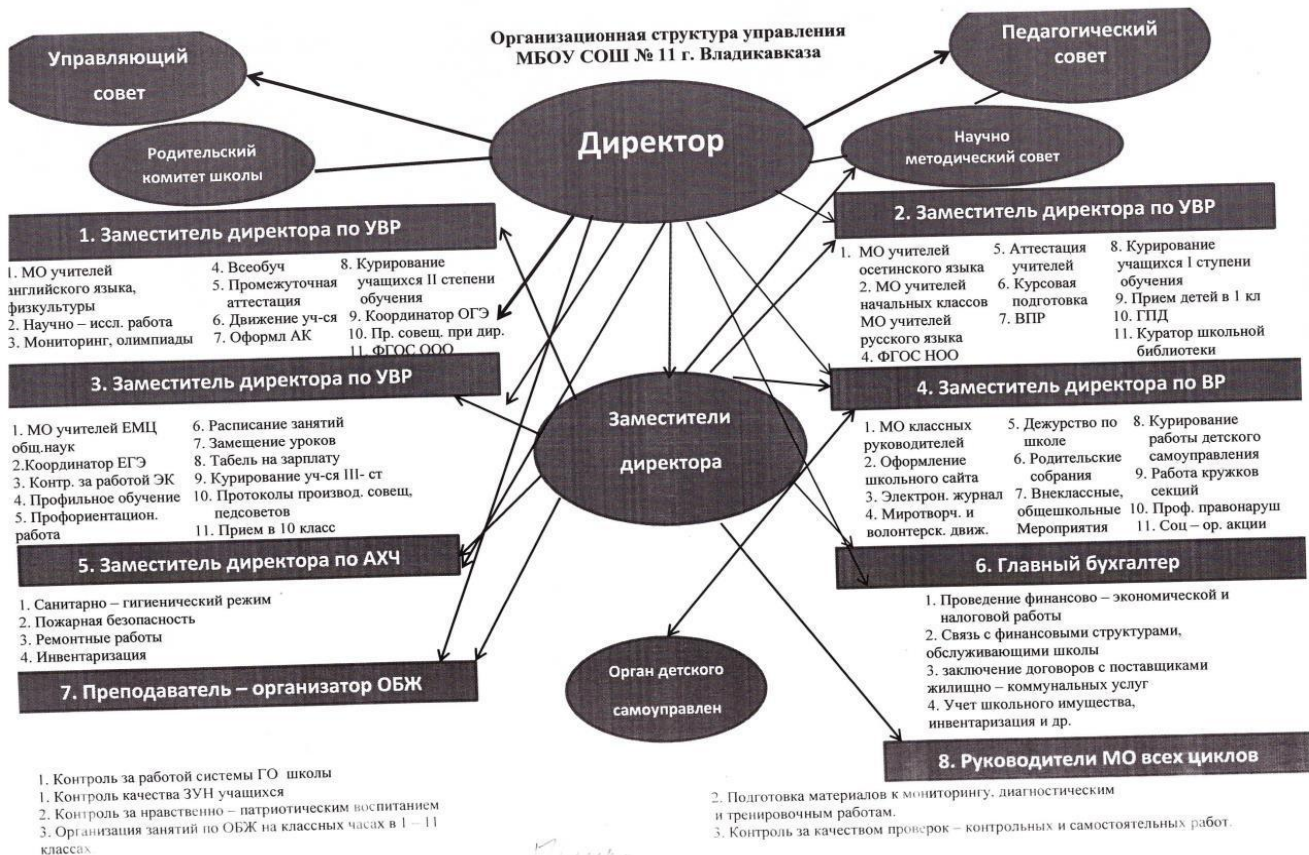 Организационная структура управления
МБОУ СОШ № 11 г. Владикавказа
Управляющий
совет
Педагогический
совет
Директор
Родительский
комитет школы
Научно
методический совет
1. Заместитель директора по УВР
1. МО учителей
английского языка,
физкультуры
2. Научно – иссл. работа
3. Мониторинг, олимпиады
4. Всеобуч
5. Промежуточная
аттестация
6. Движение уч-ся
7. Оформл АК
8. Курирование
учащихся II степени
обучения
9. Координатор ОГЭ
10. Пр. совещ. при дир.
11. ФГОС ООО
2. Заместитель директора по УВР
1. МО учителей
осетинского языка
2. МО учителей
начальных классов
МО учителей
русского языка
4. ФГОС НОО
5. Аттестация
учителей
6. Курсовая
подготовка
7. ВПР
8. Курирование
учащихся I ступени
обучения
9. Прием детей в 1 кл
10. ГПД
11. Куратор школьной
библиотеки
3. Заместитель директора по УВР
1. МО учителей ЕМЦ
общ.наук
2.Координатор ЕГЭ
3. Контр. за работой ЭК
4. Профильное обучение
5. Профориентацион.
работа
6. Расписание занятий
7. Замещение уроков
8. Табель на зарплату
9. Курирование уч-ся III- ст
10. Протоколы производ. совещ,
педсоветов
11. Прием в 10 класс
Заместители
директора
4. Заместитель директора по ВР
1. МО классных
руководителей
2. Оформление
школьного сайта
3. Электрон. журнал
4. Миротворч. и
волонтерск. движ.
5. Дежурство по
школе
6. Родительские
собрания
7. Внеклассные,
общешкольные
Мероприятия
8. Курирование
работы детского
самоуправления
9. Работа кружков
секций
10. Проф. правонаруш
11. Соц – ор. акции
5. Заместитель директора по АХЧ
1. Санитарно – гигиенический режим
2. Пожарная безопасность
3. Ремонтные работы
4. Инвентаризация
6. Главный бухгалтер
1. Проведение финансово – экономической и
налоговой работы
2. Связь с финансовыми структурами,
обслуживающими школы
3. заключение договоров с поставщиками
жилищно – коммунальных услуг
4. Учет школьного имущества,
инвентаризация и др.
7. Преподаватель – организатор ОБЖ
Орган детского
самоуправлен
8. Руководители МО всех циклов
1. Контроль за работой системы ГО школы
1. Контроль качества ЗУН учащихся
2. Контроль за нравственно – патриотическим воспитанием
3. Организация занятий по ОБЖ на классных часах в 1 – 11
классах
2. Подготовка материалов к мониторингу, диагностическим
и тренировочным работам.
3. Контроль за качеством проверок – контрольных и самостоятельных работ.